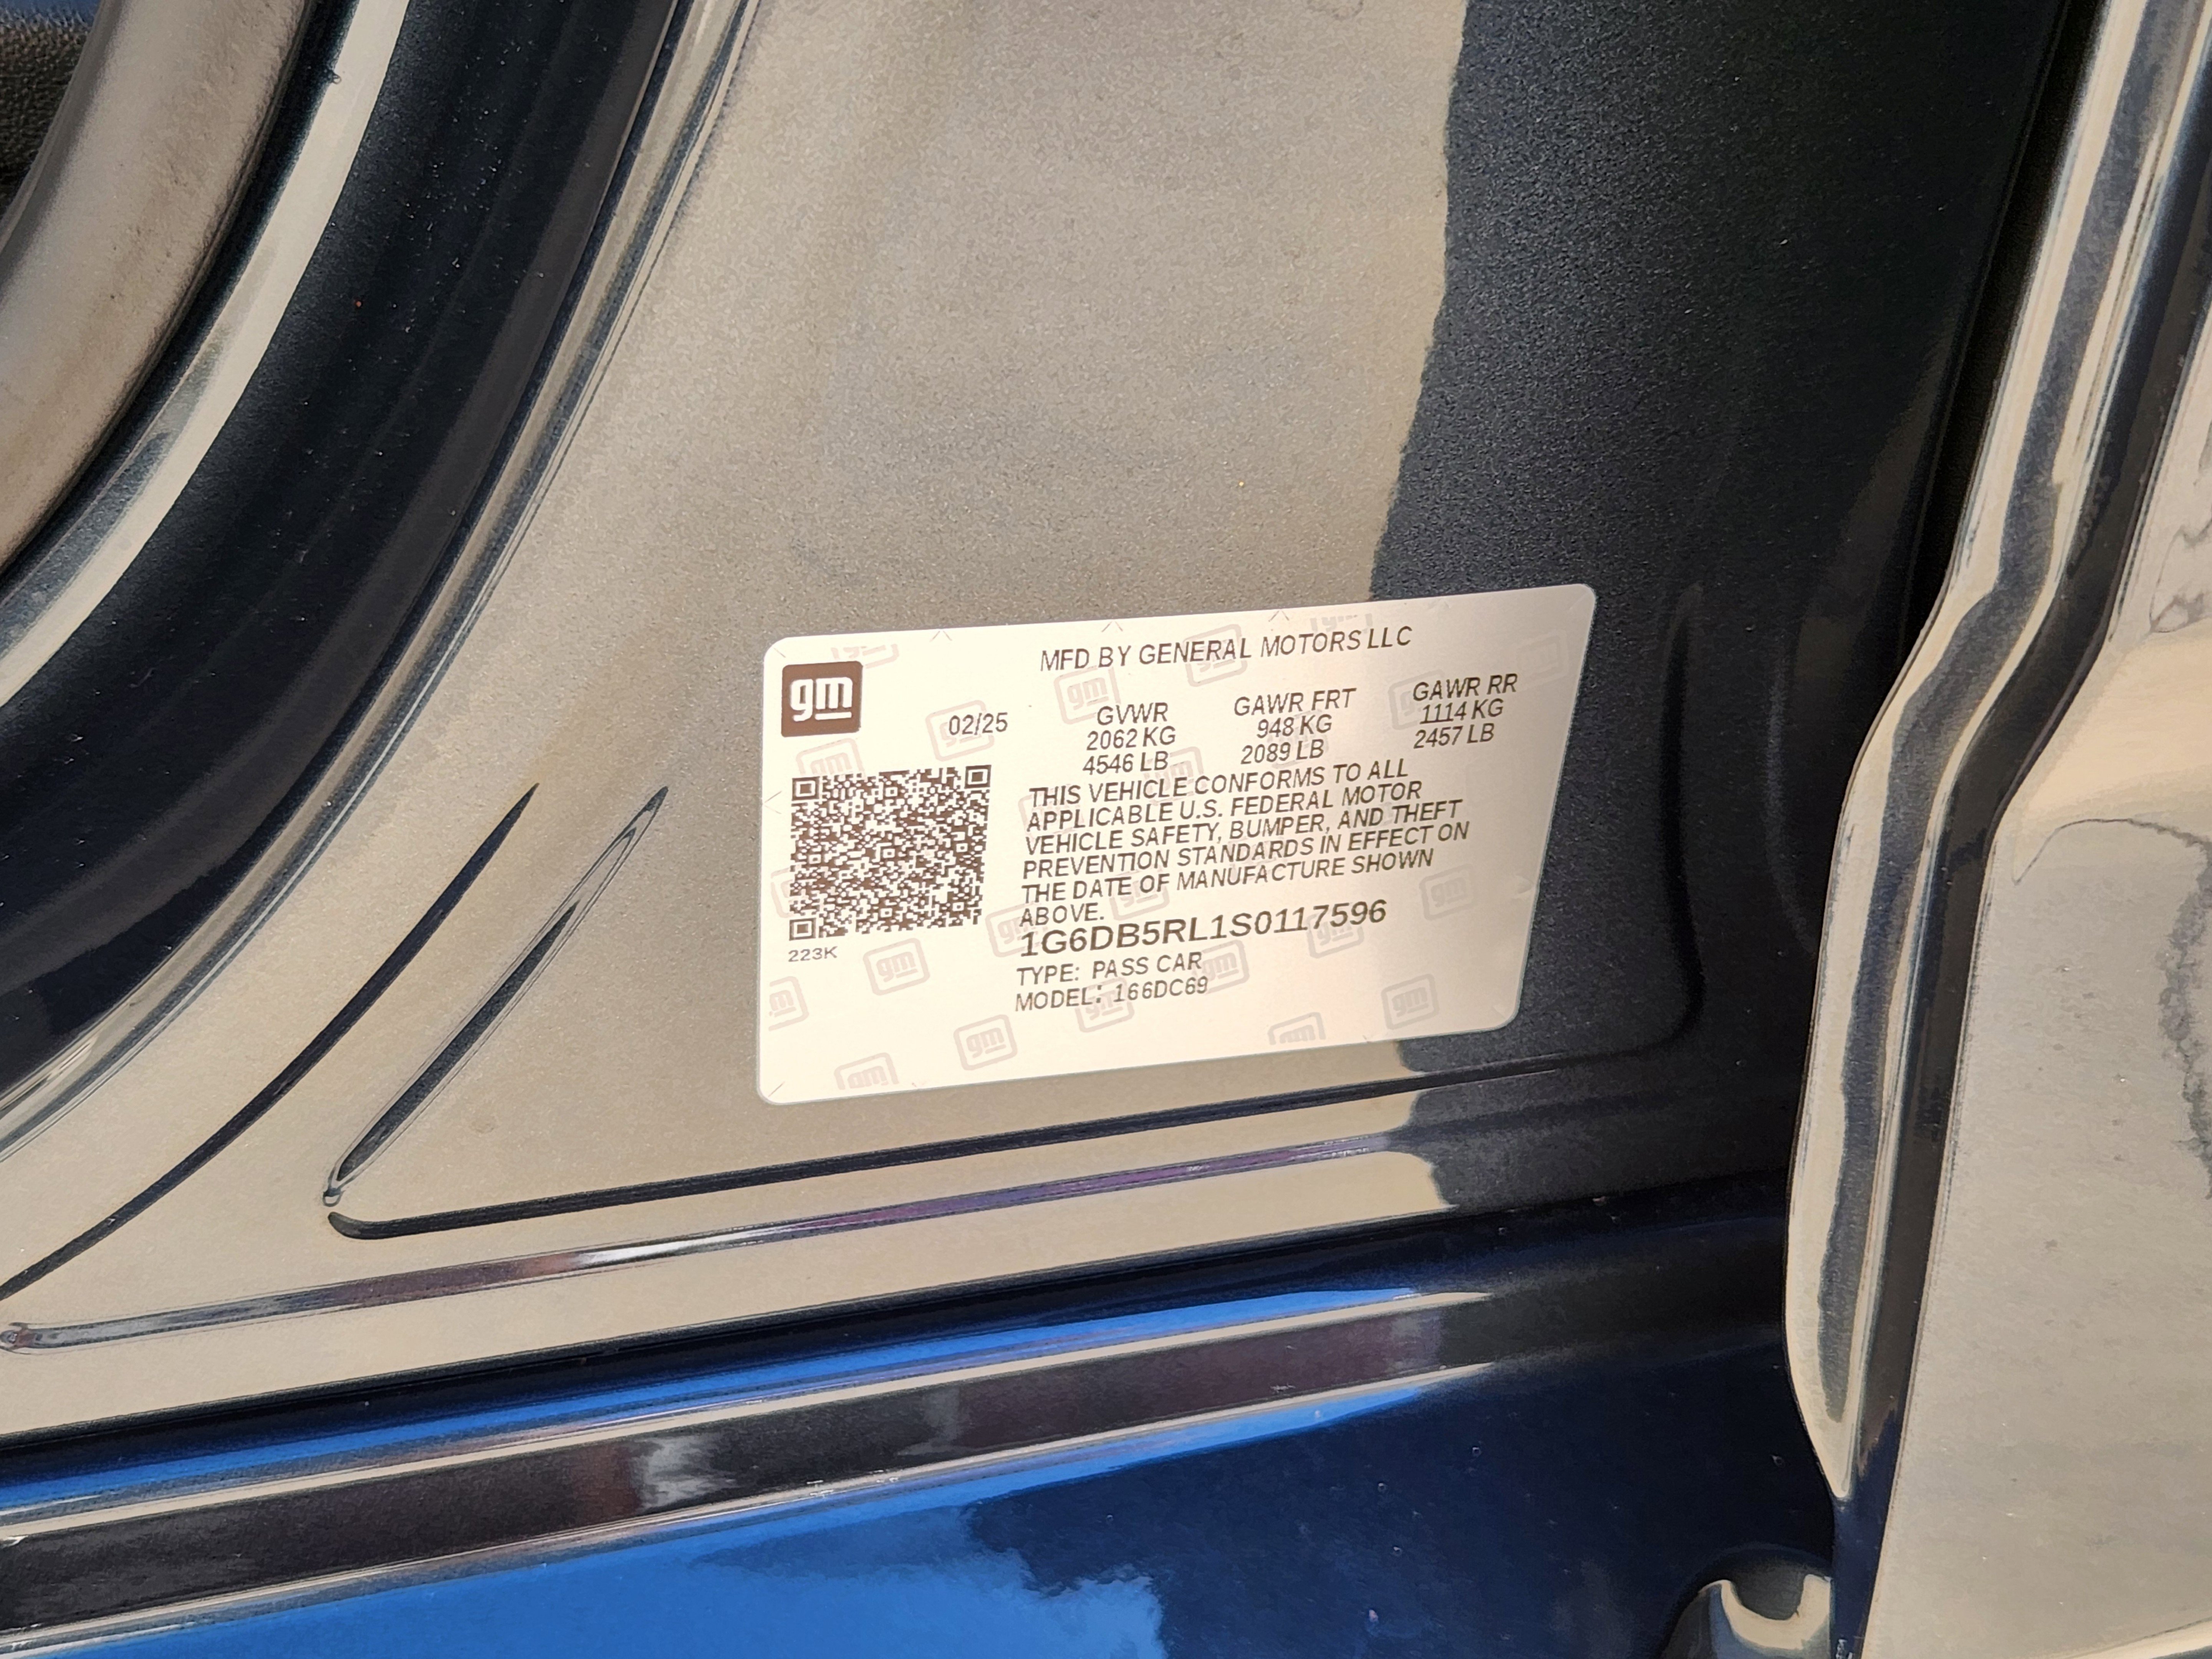 MFD BY GENERAL MOTORS LLC
gm
02/25
GVWR
2062 KG
4546 LB
GAWR FRT
948 KG
2089 LB
GAWR RR
1114 KG
2457 LB
THIS VEHICLE CONFORMS TO ALL
APPLICABLE U.S. FEDERAL MOTOR
VEHICLE SAFETY, BUMPER, AND THEFT
PREVENTION STANDARDS IN EFFECT ON
THE DATE OF MANUFACTURE SHOWN
ABOVE.
1G6DB5RL1S0117596
223K
TYPE: PASS CAR
MODEL: 166DC69